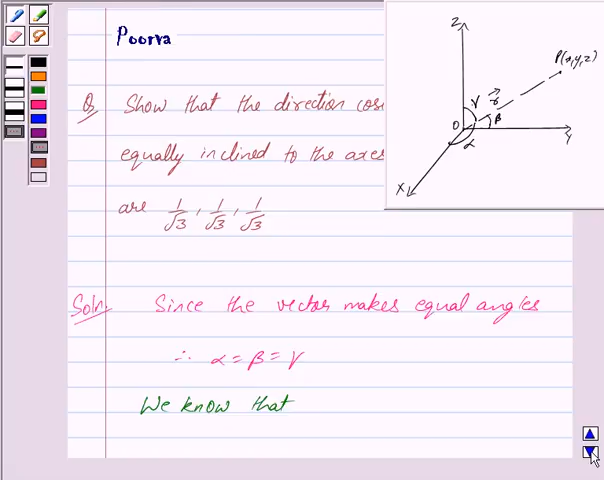 Poorva
Q Show that the direction cos
equally inclined to the axes
are 1/√3, 1/√3, 1/√3
Soln. Since the vector makes equal angles
∴ α = β = γ
We know that
Z
P(x,y,z)
γ r⃗
O β
α Y
X